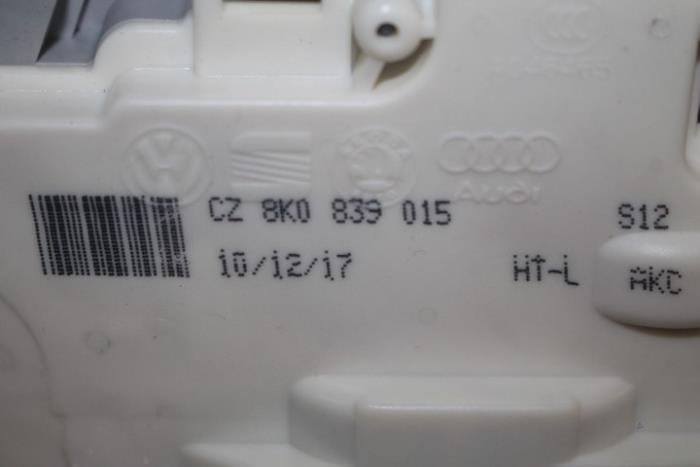 Audi
CZ 8K0 839 015 S12
10/12/17 HT-L AKC